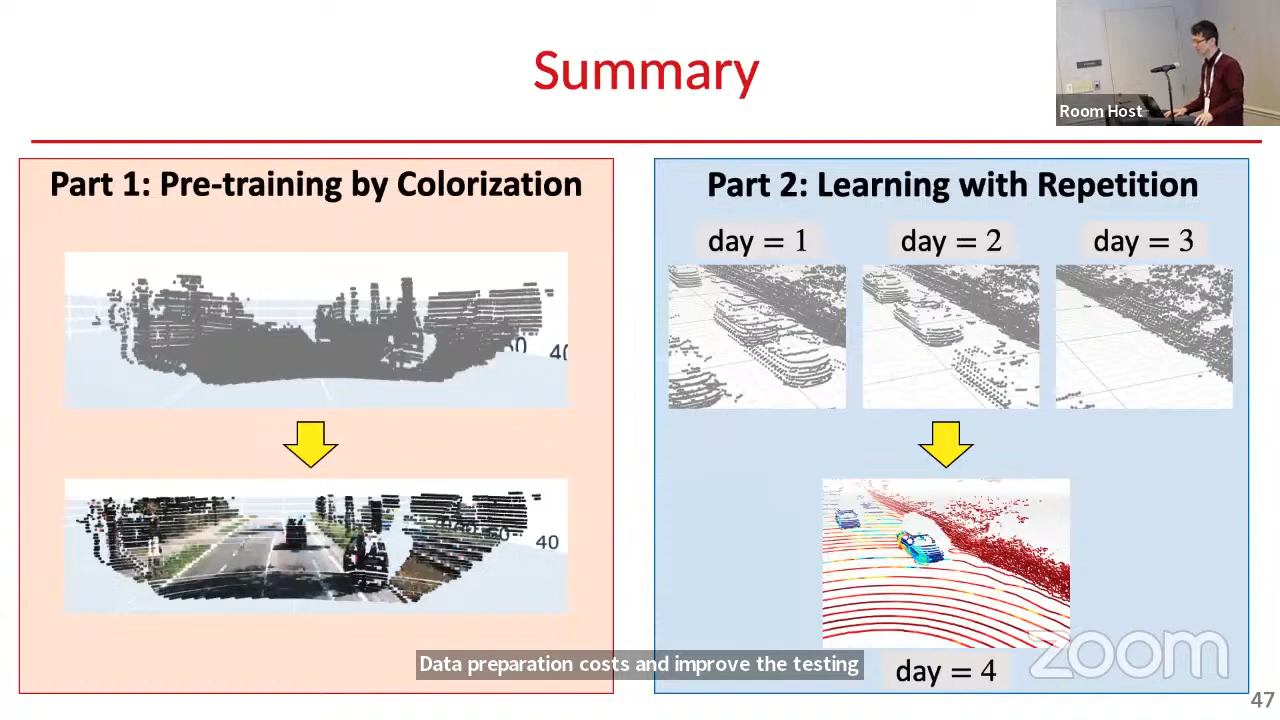 Summary
Room Host
Part 1: Pre-training by Colorization
40
Part 2: Learning with Repetition
day = 1
day = 2
day = 3
day = 4
Data preparation costs and improve the testing
zoom
47